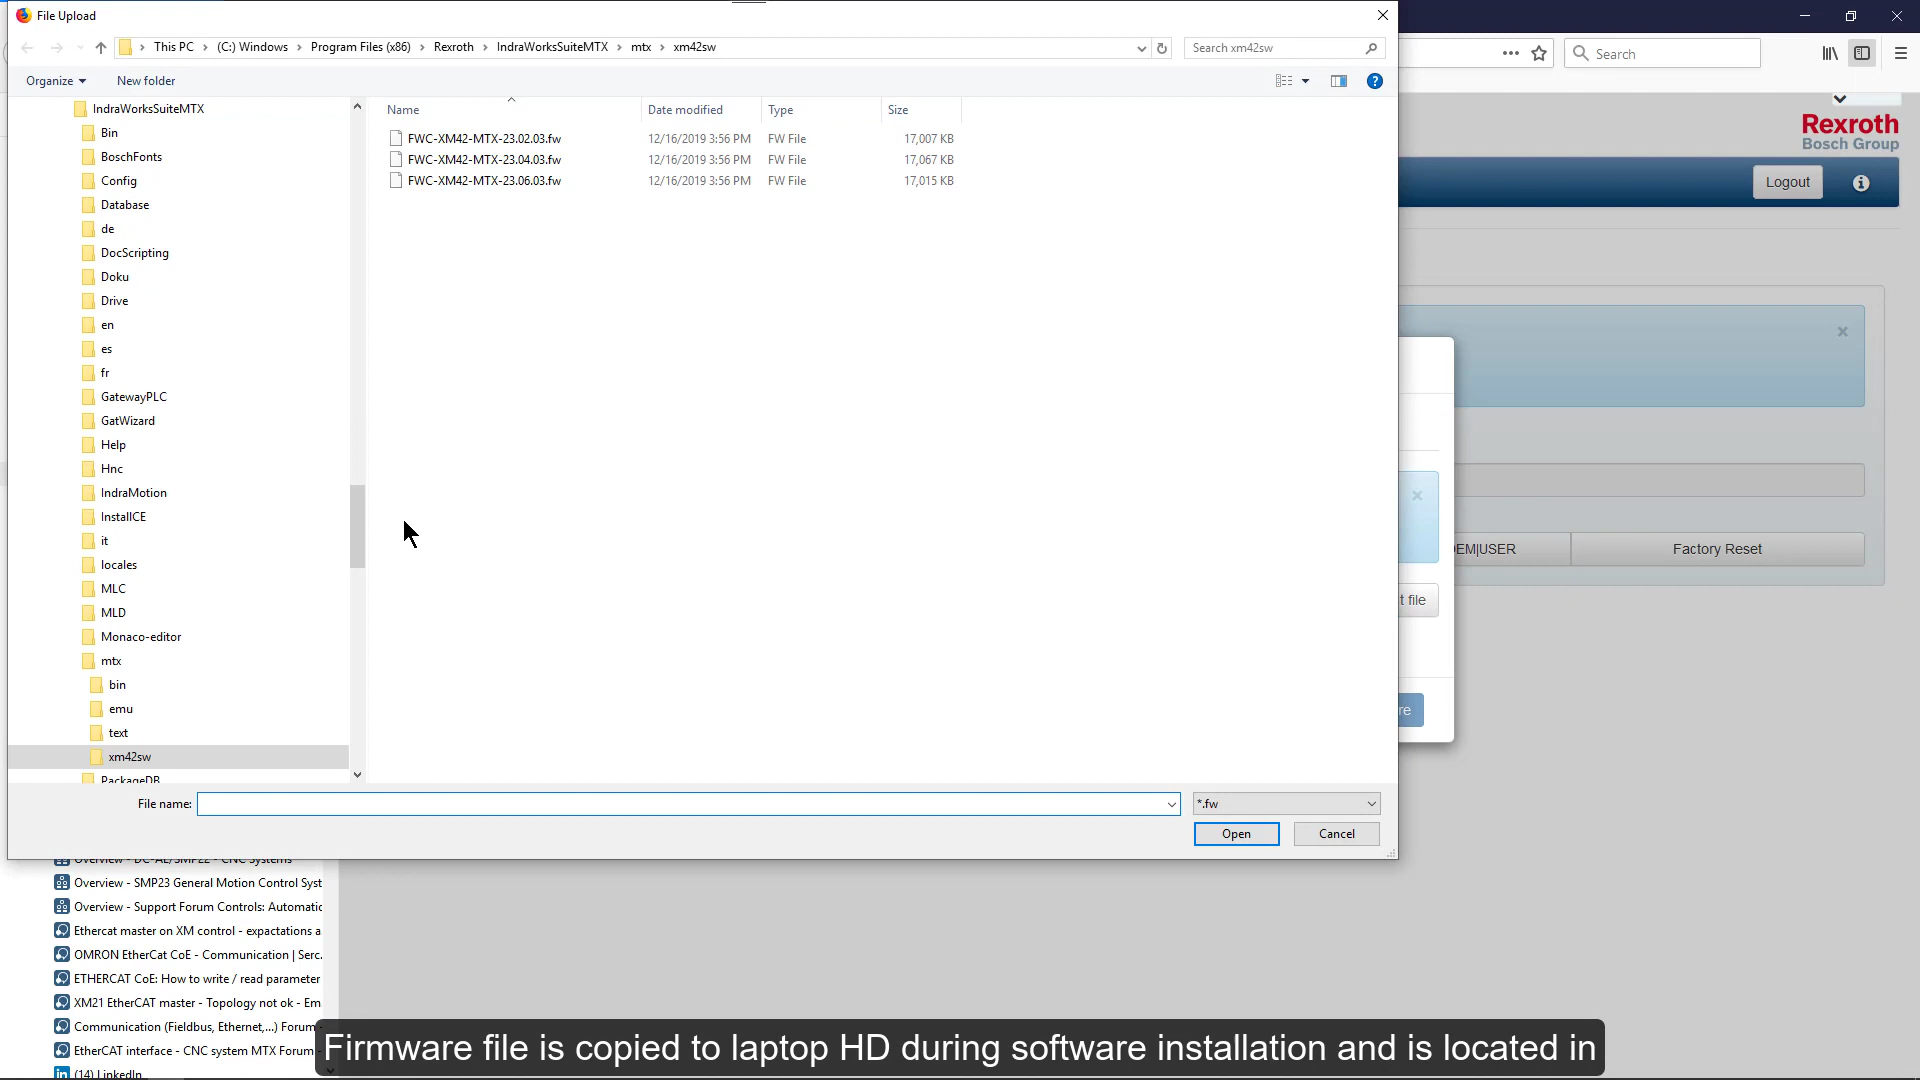 File Upload
This PC > (C:) Windows > Program Files (x86) > Rexroth > IndraWorksSuiteMTX > mtx > xm42sw
Search xm42sw
Search
Organize
New folder
Rexroth
Bosch Group
Logout
IndraWorksSuiteMTX
Bin
BoschFonts
Config
Database
de
DocScripting
Doku
Drive
en
es
fr
GatewayPLC
GatWizard
Help
Hnc
IndraMotion
InstallCE
it
locales
MLC
MLD
Monaco-editor
mtx
bin
emu
text
xm42sw
PackageDB
Name Date modified Type Size
FWC-XM42-MTX-23.02.03.fw 12/16/2019 3:56 PM FW File 17,007 KB
FWC-XM42-MTX-23.04.03.fw 12/16/2019 3:56 PM FW File 17,067 KB
FWC-XM42-MTX-23.06.03.fw 12/16/2019 3:56 PM FW File 17,015 KB
EM|USER
Factory Reset
t file
re
File name:
*.fw
Open
Cancel
Overview - DC-AE/SMP22 - CNC Systems
Overview - SMP23 General Motion Control Syst
Overview - Support Forum Controls: Automatic
Ethercat master on XM control - expactations a
OMRON EtherCat CoE - Communication | Serc.
ETHERCAT CoE: How to write / read parameter
XM21 EtherCAT master - Topology not ok - Em
Communication (Fieldbus, Ethernet,...) Forum
EtherCAT interface - CNC system MTX Forum
(14) LinkedIn
Firmware file is copied to laptop HD during software installation and is located in